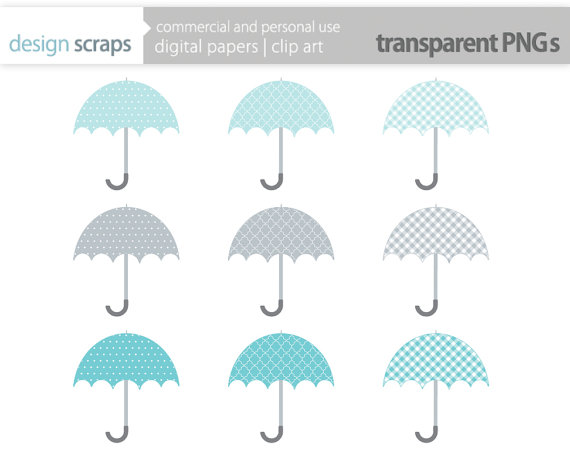 design scraps
commercial and personal use
digital papers | clip art
transparent PNGs